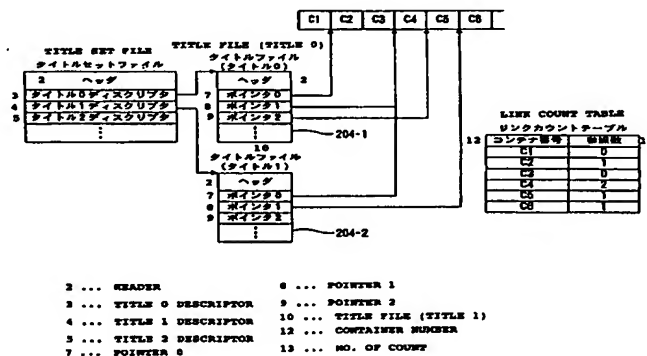 C1 C2 C3 C4 C5 C6
TITLE SET FILE
タイトルセットファイル
2 ヘッダ
3 タイトル0ディスクリプタ
4 タイトル1ディスクリプタ
5 タイトル2ディスクリプタ
TITLE FILE (TITLE 0)
タイトルファイル
(タイトル0)
ヘッダ 2
7 ポインタ0
8 ポインタ1
9 ポインタ2
204-1
10
タイトルファイル
(タイトル1)
2 ヘッダ
7 ポインタ0
8 ポインタ1
9 ポインタ2
204-2
LINK COUNT TABLE
リンクカウントテーブル
12 コンテナ番号 参照数
C1 0
C2 1
C3 0
C4 2
C5 1
C6 1
2 ... HEADER
3 ... TITLE 0 DESCRIPTOR
4 ... TITLE 1 DESCRIPTOR
5 ... TITLE 2 DESCRIPTOR
7 ... POINTER 0
8 ... POINTER 1
9 ... POINTER 2
10 ... TITLE FILE (TITLE 1)
12 ... CONTAINER NUMBER
13 ... NO. OF COUNT